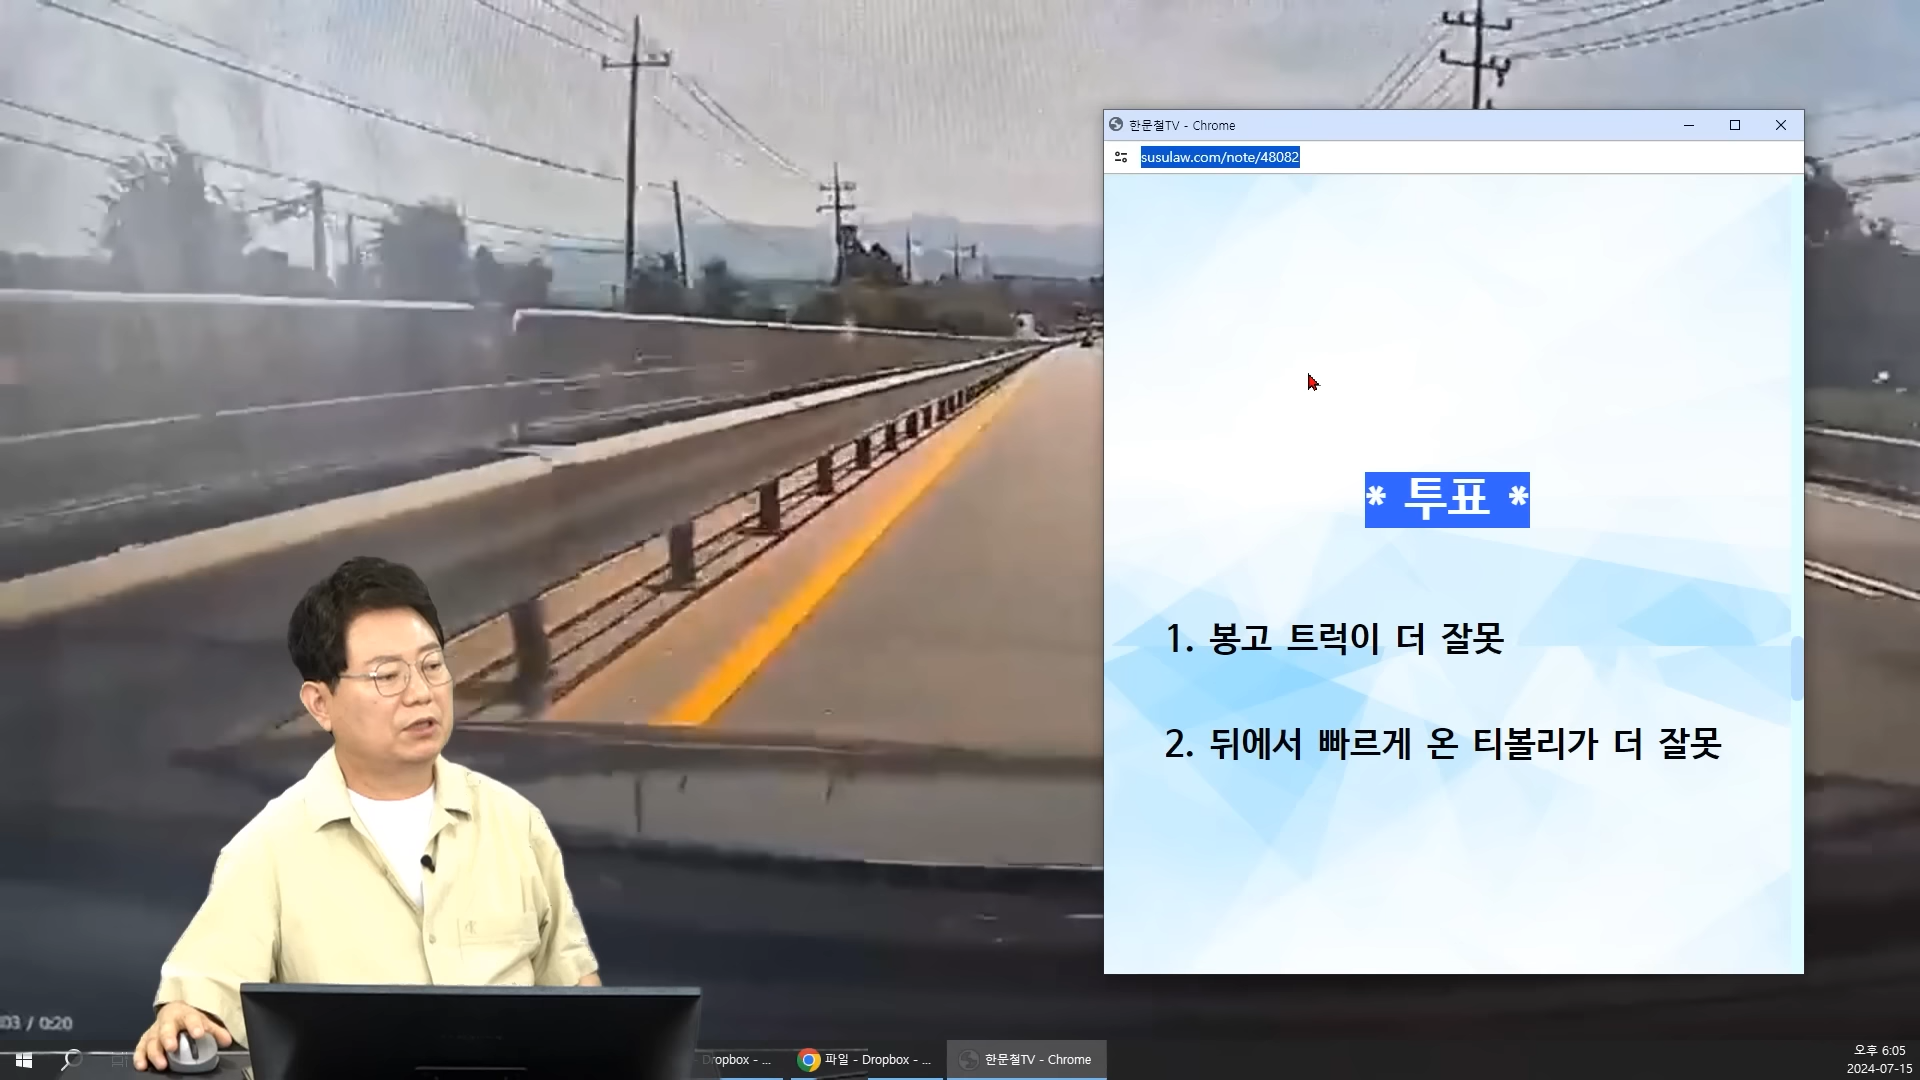 한문철TV - Chrome
susulaw.com/note/48082
* 투표 *
1. 봉고 트럭이 더 잘못
2. 뒤에서 빠르게 온 티볼리가 더 잘못
03 / 0:20
Dropbox - ...
파일 - Dropbox - ...
한문철TV - Chrome
오후 6:05
2024-07-15